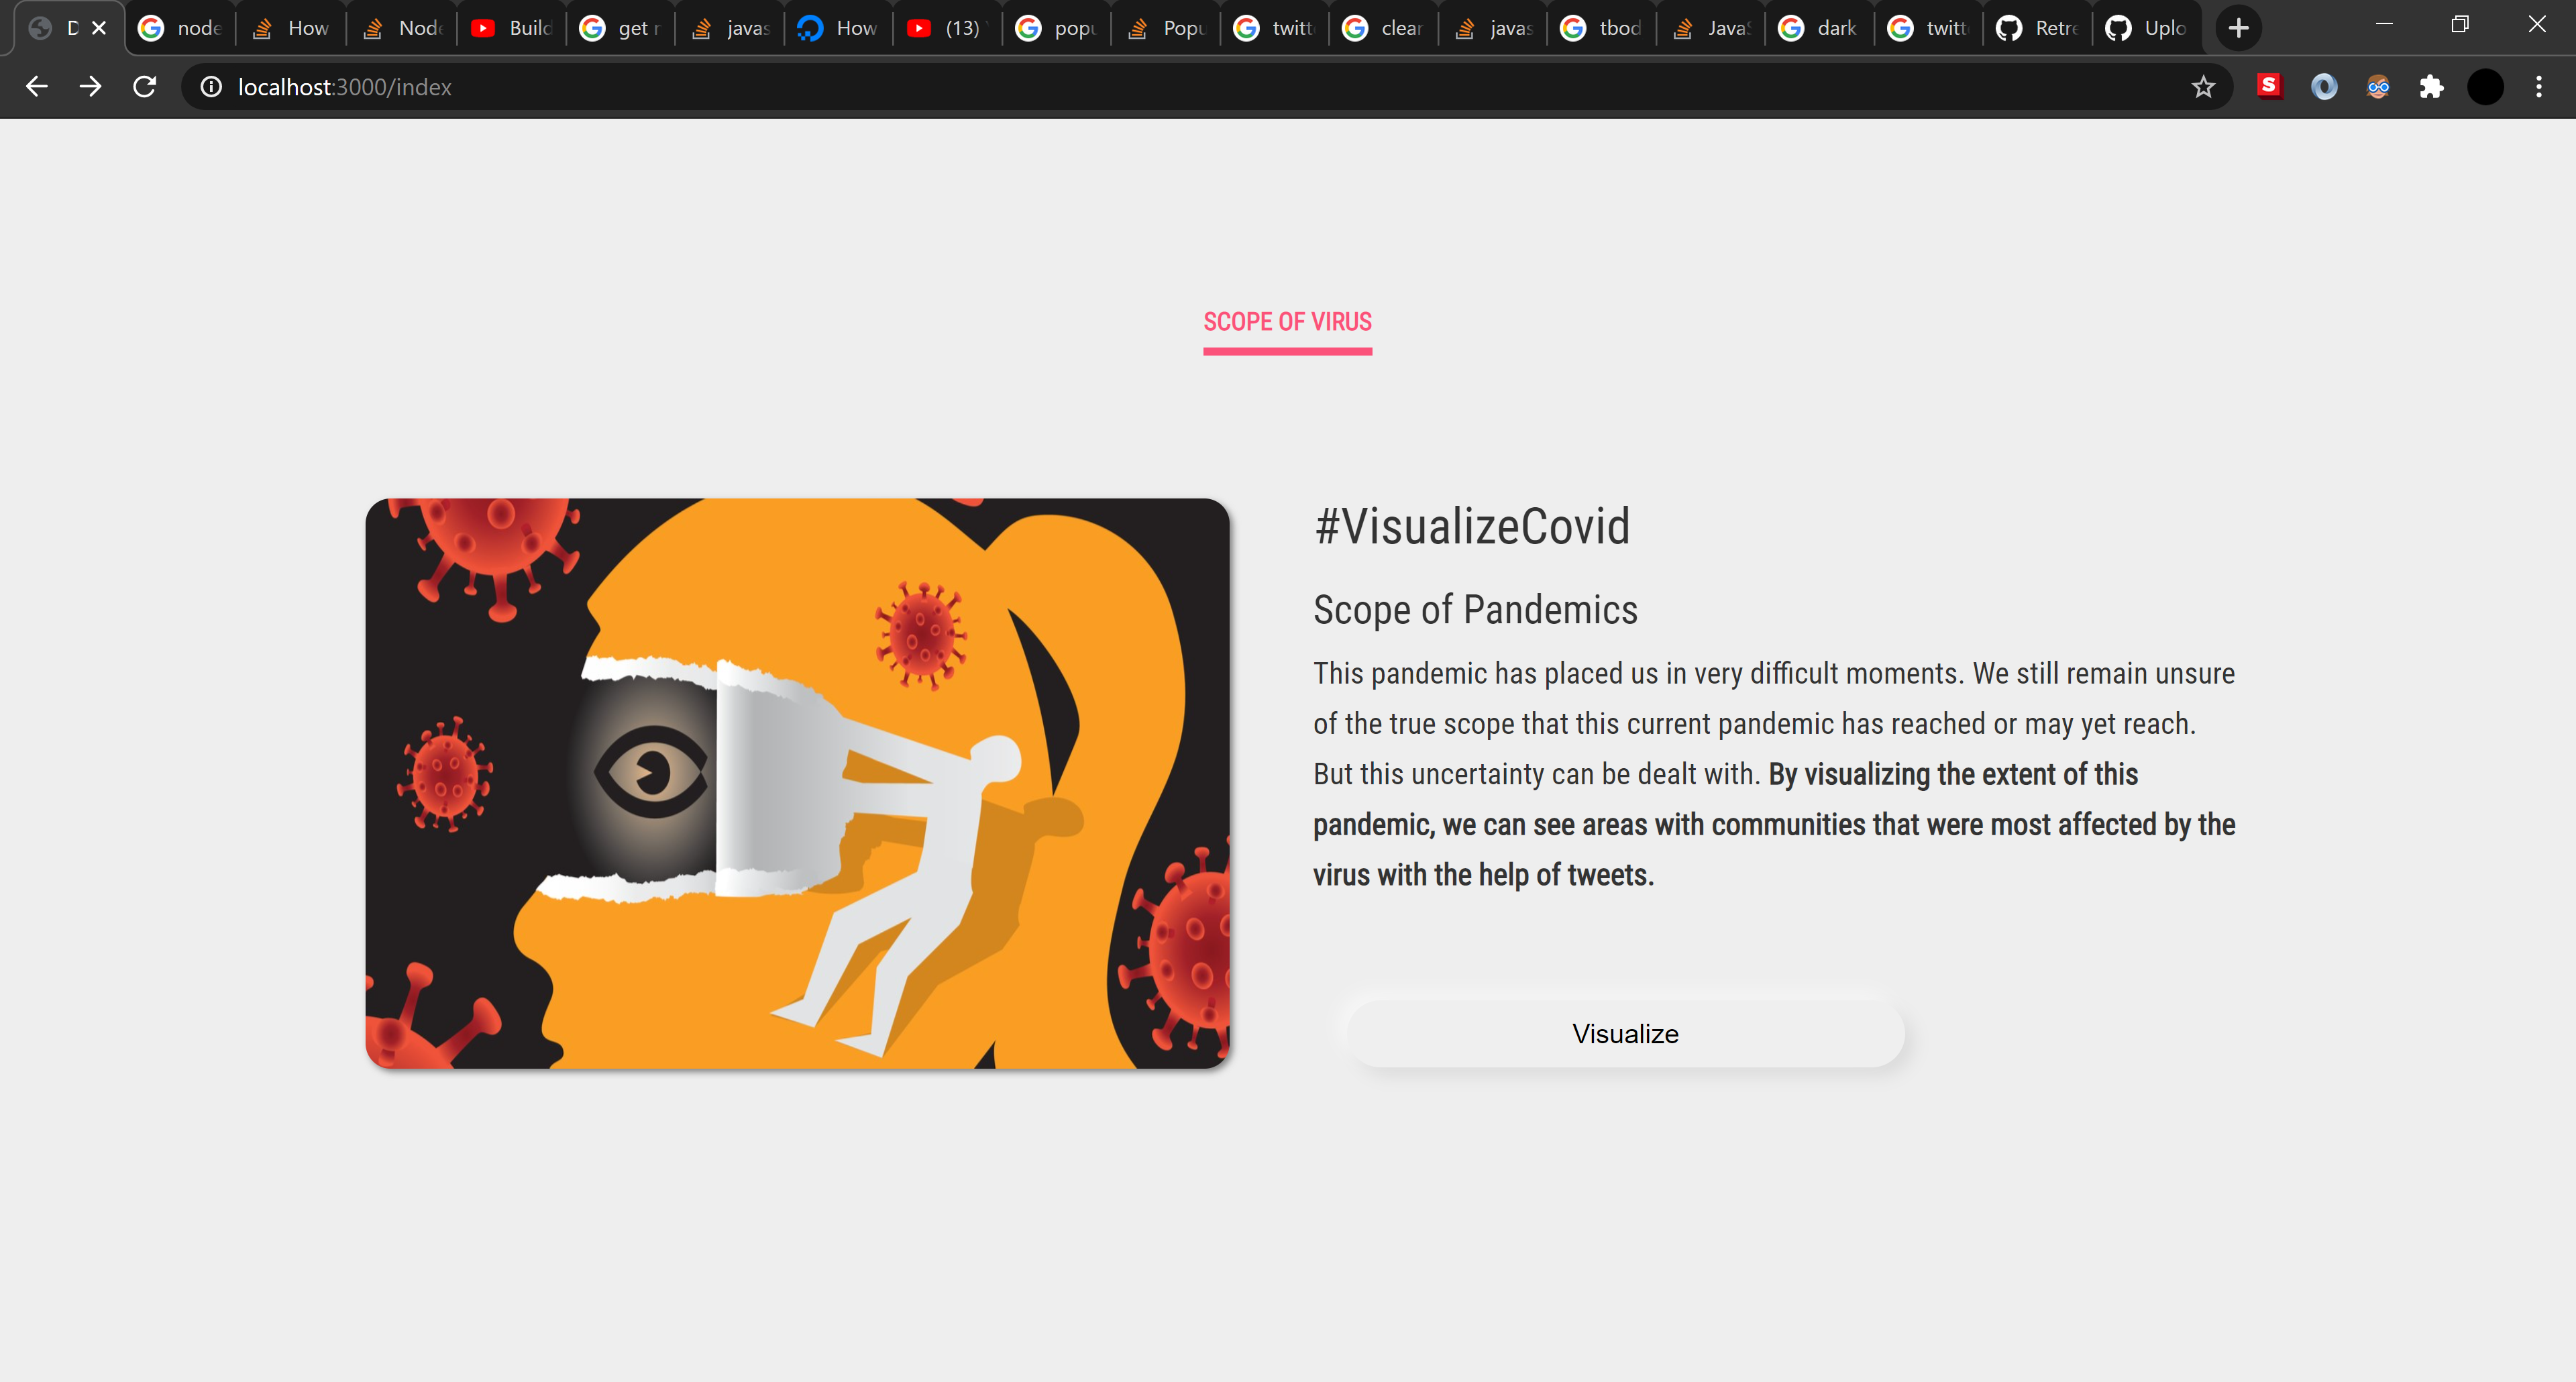 D
node
How
Node
Build
get r
javas
How
(13)
popu
Popu
twitt
clear
javas
tbod
Javas
dark
twitt
Retre
Uplo
localhost:3000/index
SCOPE OF VIRUS
#VisualizeCovid
Scope of Pandemics
This pandemic has placed us in very difficult moments. We still remain unsure
of the true scope that this current pandemic has reached or may yet reach.
But this uncertainty can be dealt with. By visualizing the extent of this
pandemic, we can see areas with communities that were most affected by the
virus with the help of tweets.
Visualize